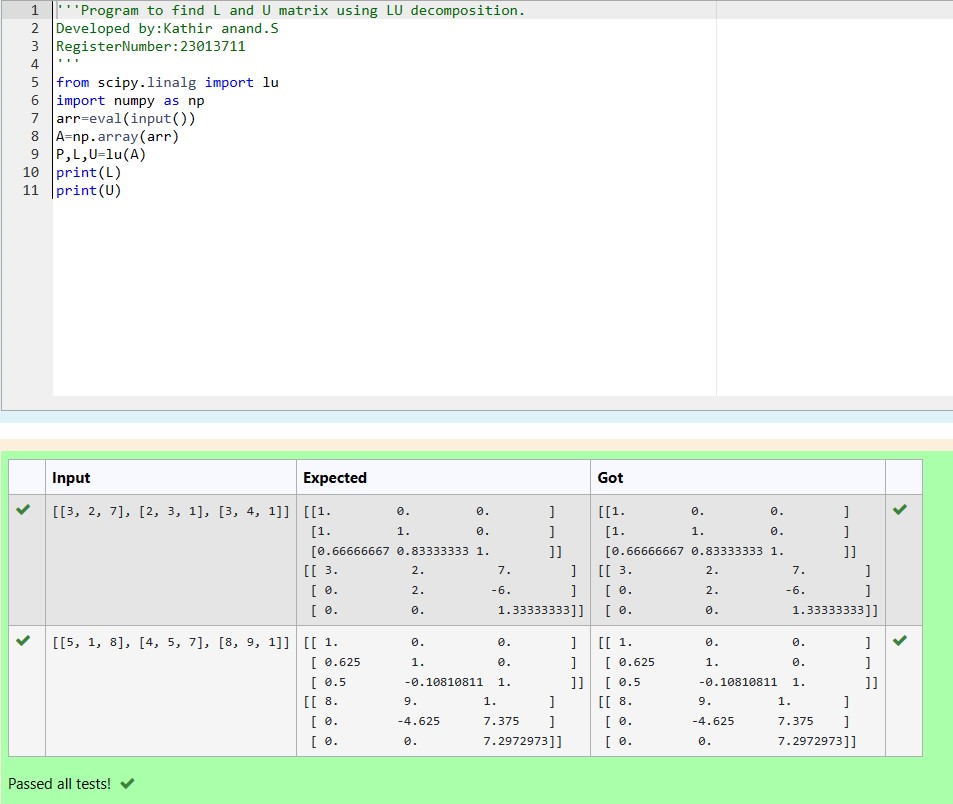 1 '''Program to find L and U matrix using LU decomposition.
2 Developed by:Kathir anand.S
3 RegisterNumber:23013711
4 '''
5 from scipy.linalg import lu
6 import numpy as np
7 arr=eval(input())
8 A=np.array(arr)
9 P,L,U=lu(A)
10 print(L)
11 print(U)
Input Expected Got
[[3, 2, 7], [2, 3, 1], [3, 4, 1]] [[1. 0. 0. ] [[1. 0. 0. ]
[1. 1. 0. ] [1. 1. 0. ]
[0.66666667 0.83333333 1. ]] [0.66666667 0.83333333 1. ]]
[[ 3. 2. 7. ] [[ 3. 2. 7. ]
[ 0. 2. -6. ] [ 0. 2. -6. ]
[ 0. 0. 1.33333333]] [ 0. 0. 1.33333333]]
[[5, 1, 8], [4, 5, 7], [8, 9, 1]] [[ 1. 0. 0. ] [[ 1. 0. 0. ]
[ 0.625 1. 0. ] [ 0.625 1. 0. ]
[ 0.5 -0.10810811 1. ]] [ 0.5 -0.10810811 1. ]]
[[ 8. 9. 1. ] [[ 8. 9. 1. ]
[ 0. -4.625 7.375 ] [ 0. -4.625 7.375 ]
[ 0. 0. 7.2972973]] [ 0. 0. 7.2972973]]
Passed all tests!